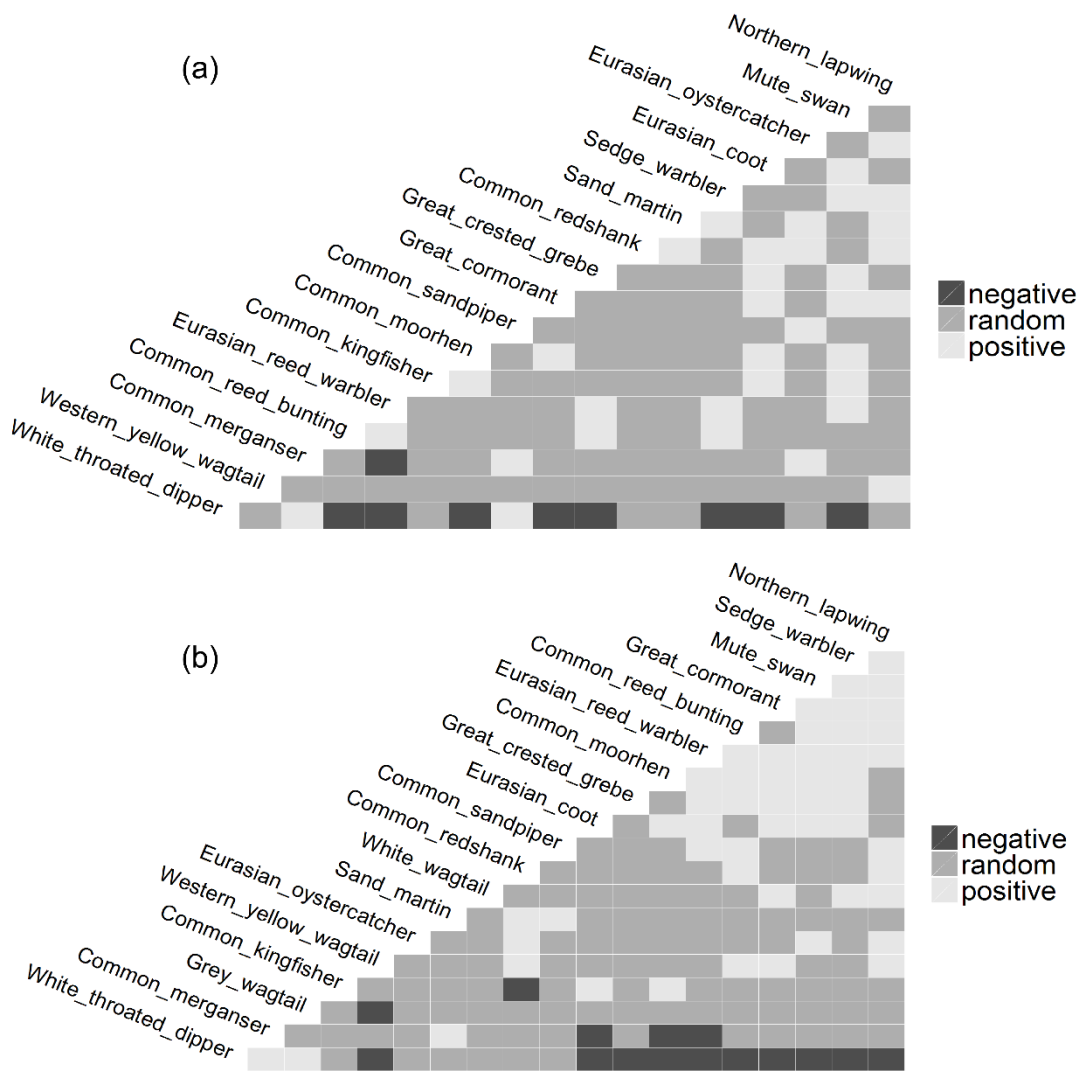 (a)
Northern_lapwing
Mute_swan
Eurasian_oystercatcher
Eurasian_coot
Sedge_warbler
Sand_martin
Common_redshank
Great_crested_grebe
Great_cormorant
Common_sandpiper
Common_moorhen
Common_kingfisher
Eurasian_reed_warbler
Common_reed_bunting
Common_merganser
Western_yellow_wagtail
White_throated_dipper
negative
random
positive
(b)
Northern_lapwing
Sedge_warbler
Mute_swan
Great_cormorant
Common_reed_bunting
Eurasian_reed_warbler
Common_moorhen
Great_crested_grebe
Eurasian_coot
Common_sandpiper
Common_redshank
White_wagtail
Sand_martin
Eurasian_oystercatcher
Western_yellow_wagtail
Common_kingfisher
Grey_wagtail
Common_merganser
White_throated_dipper
negative
random
positive